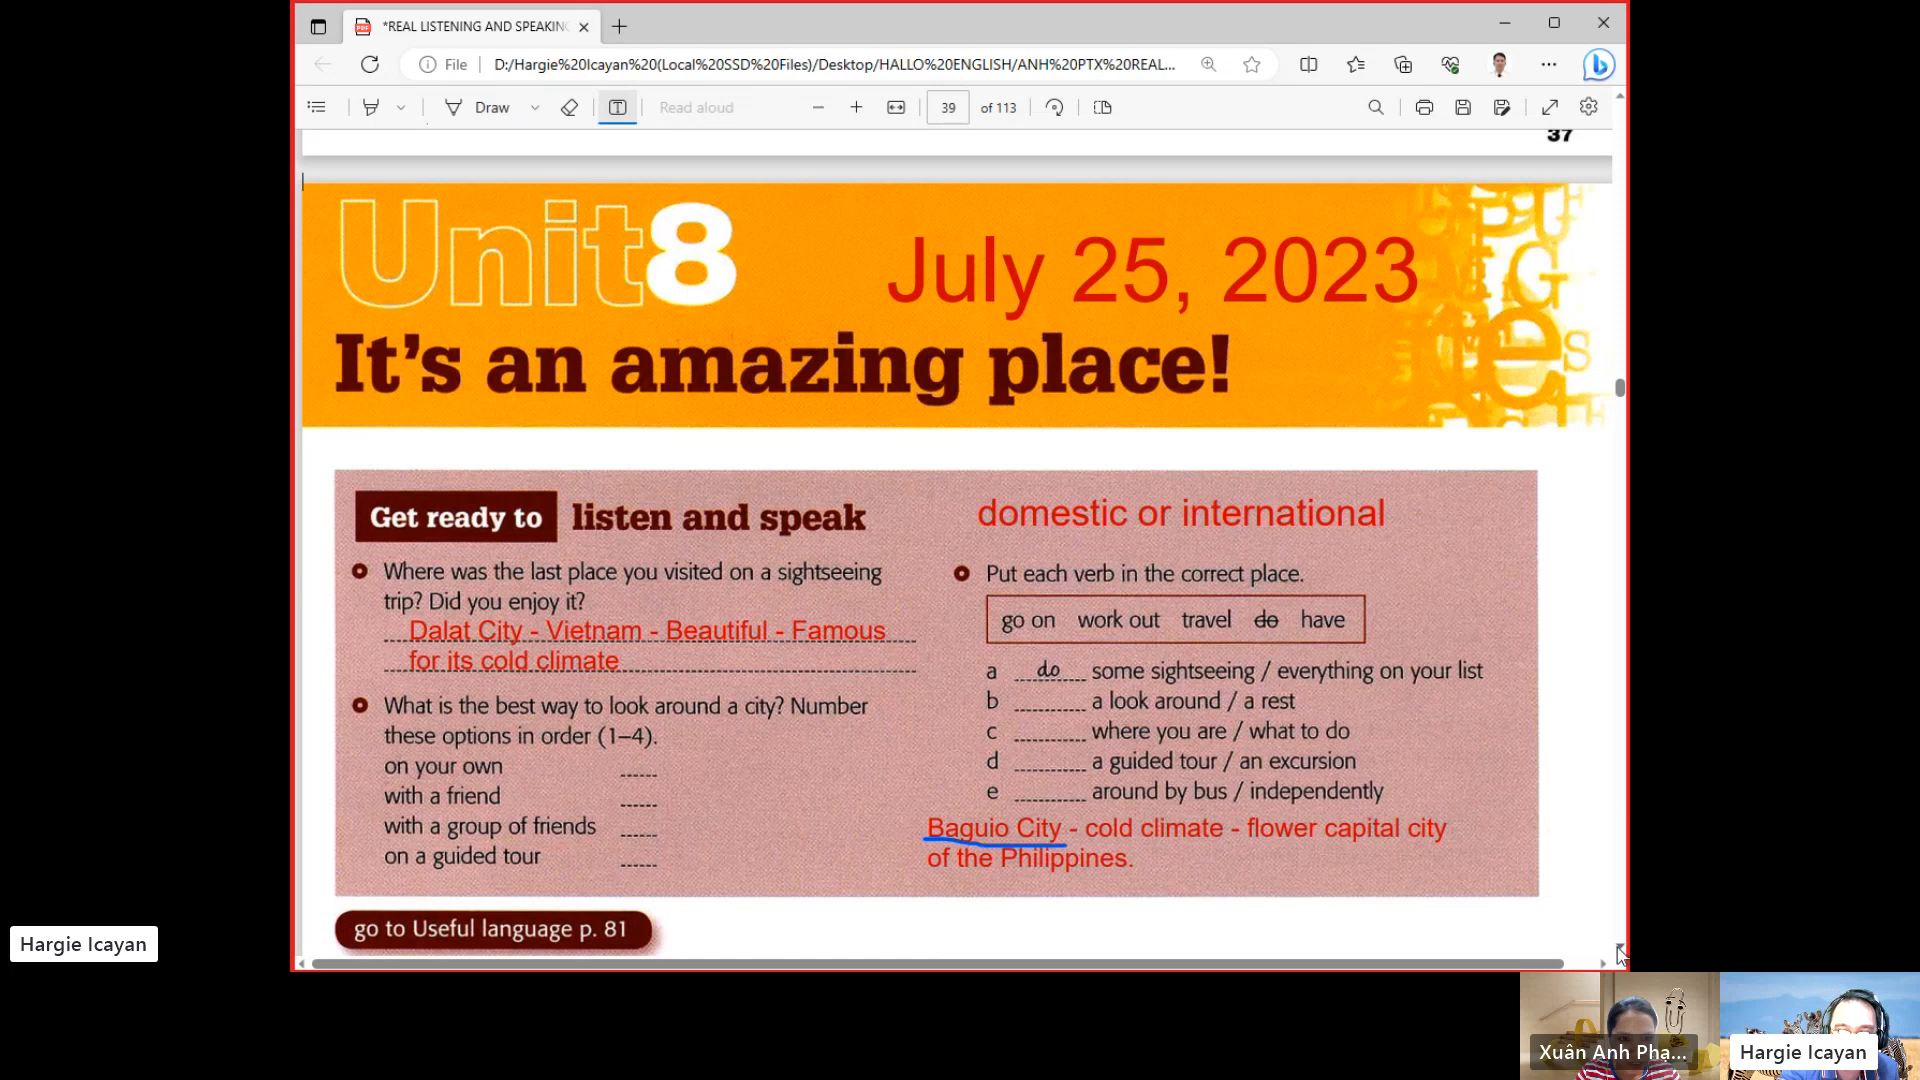 *REAL LISTENING AND SPEAKING
File
D:/Hargie%20Icayan%20(Local%20SSD%20Files)/Desktop/HALLO%20ENGLISH/ANH%20PTX%20REAL...
Draw
Read aloud
39 of 113
37
Unit8
July 25, 2023
It's an amazing place!
Get ready to listen and speak
Where was the last place you visited on a sightseeing
trip? Did you enjoy it?
Dalat City - Vietnam - Beautiful - Famous
for its cold climate
What is the best way to look around a city? Number
these options in order (1–4).
on your own
with a friend
with a group of friends
on a guided tour
domestic or international
Put each verb in the correct place.
go on work out travel do have
a do some sightseeing / everything on your list
b a look around / a rest
c where you are / what to do
d a guided tour / an excursion
e around by bus / independently
Baguio City - cold climate - flower capital city
of the Philippines.
go to Useful language p. 81
Hargie Icayan
Xuân Anh Phạ...
Hargie Icayan